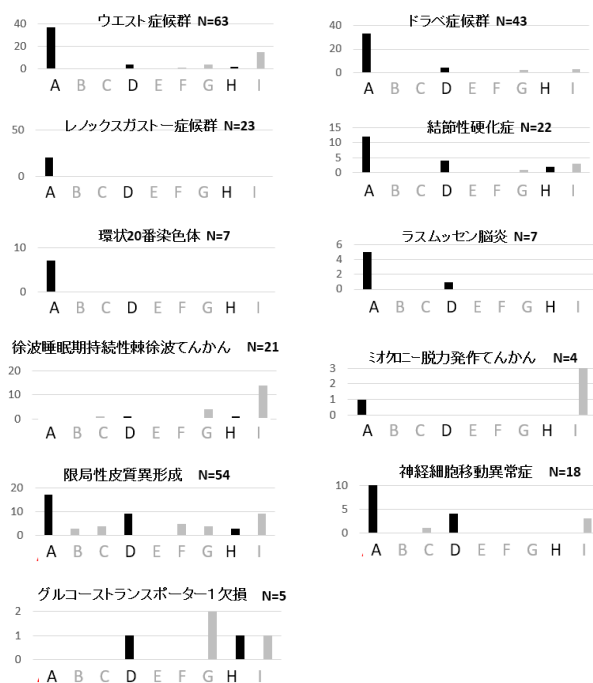 ウエスト症候群 N=63
40
20
0
A B C D E F G H I
ドラベ症候群 N=43
40
20
0
A B C D E F G H I
レノックスガストー症候群 N=23
50
0
A B C D E F G H I
結節性硬化症 N=22
15
10
5
0
A B C D E F G H I
環状20番染色体 N=7
10
0
A B C D E F G H I
ラスムッセン脳炎 N=7
6
4
2
0
A B C D E F G H I
徐波睡眠期持続性棘徐波てんかん N=21
20
10
0
A B C D E F G H I
ミオクロニー脱力発作てんかん N=4
3
2
1
0
A B C D E F G H I
限局性皮質異形成 N=54
20
10
0
A B C D E F G H I
神経細胞移動異常症 N=18
10
5
0
A B C D E F G H I
グルコーストランスポーター1欠損 N=5
2
1
0
A B C D E F G H I